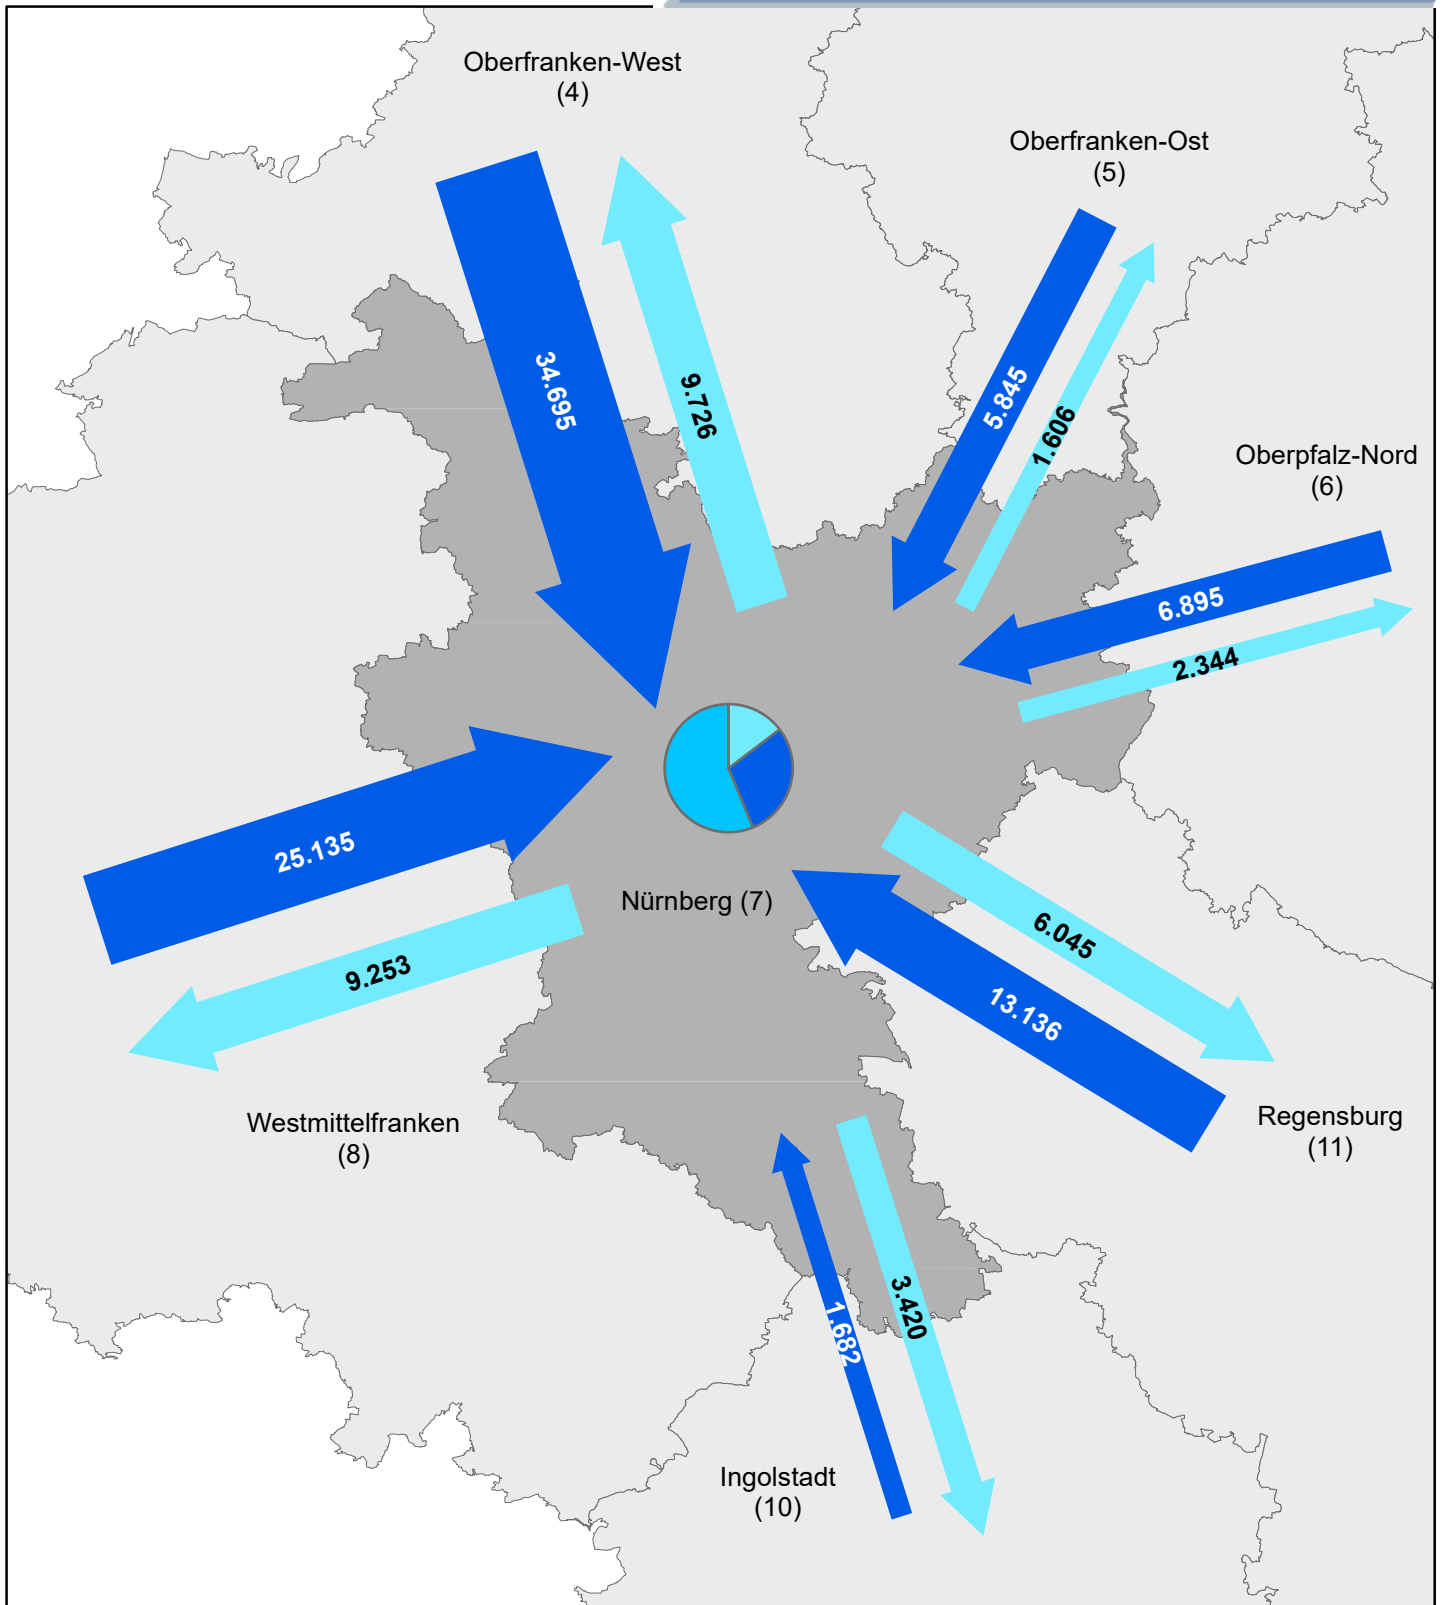 Oberfranken-West
(4)
Oberfranken-Ost
(5)
34.695
9.726
5.845
1.606
Oberpfalz-Nord
(6)
6.895
2.344
25.135
Nürnberg (7)
9.253
6.045
13.136
Westmittelfranken
(8)
Regensburg
(11)
1.682
3.420
Ingolstadt
(10)